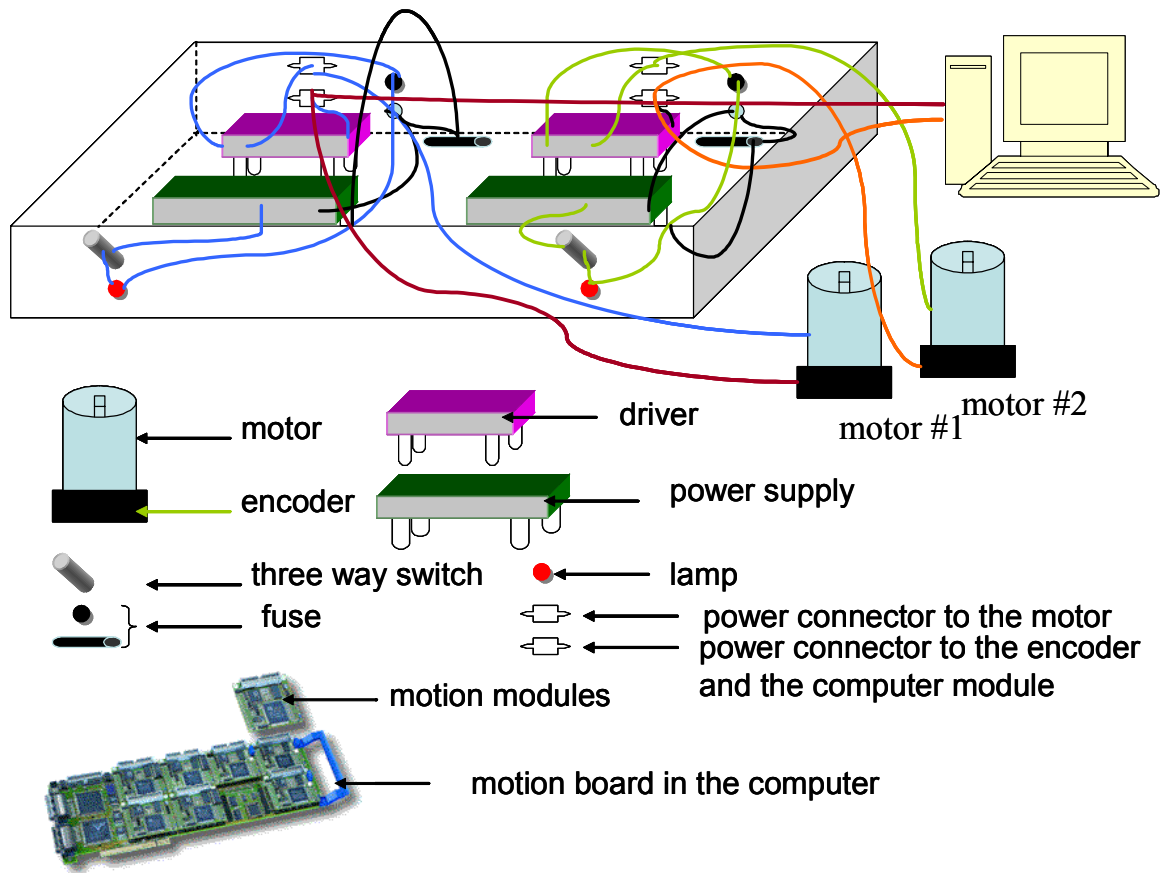 motor #1
motor #2
motor
driver
encoder
power supply
three way switch
lamp
fuse
power connector to the motor
power connector to the encoder
and the computer module
motion modules
motion board in the computer